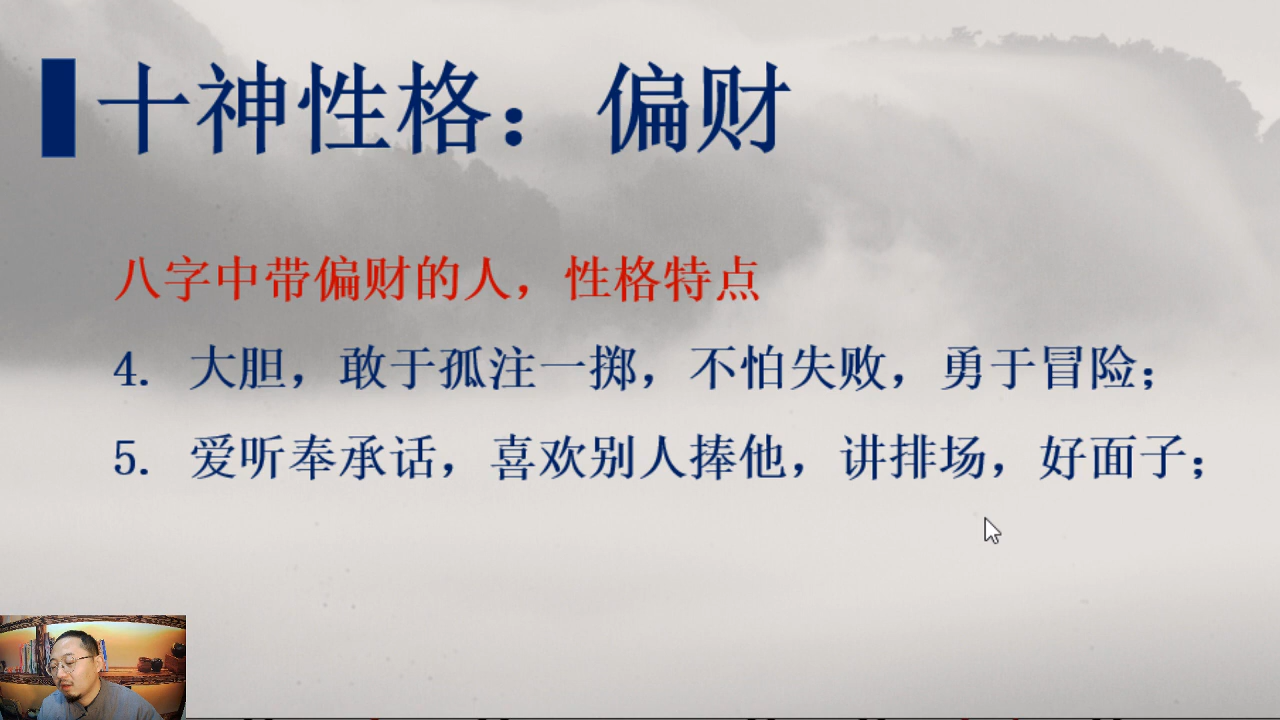 十神性格：偏财
八字中带偏财的人，性格特点
4. 大胆，敢于孤注一掷，不怕失败，勇于冒险；
5. 爱听奉承话，喜欢别人捧他，讲排场，好面子；